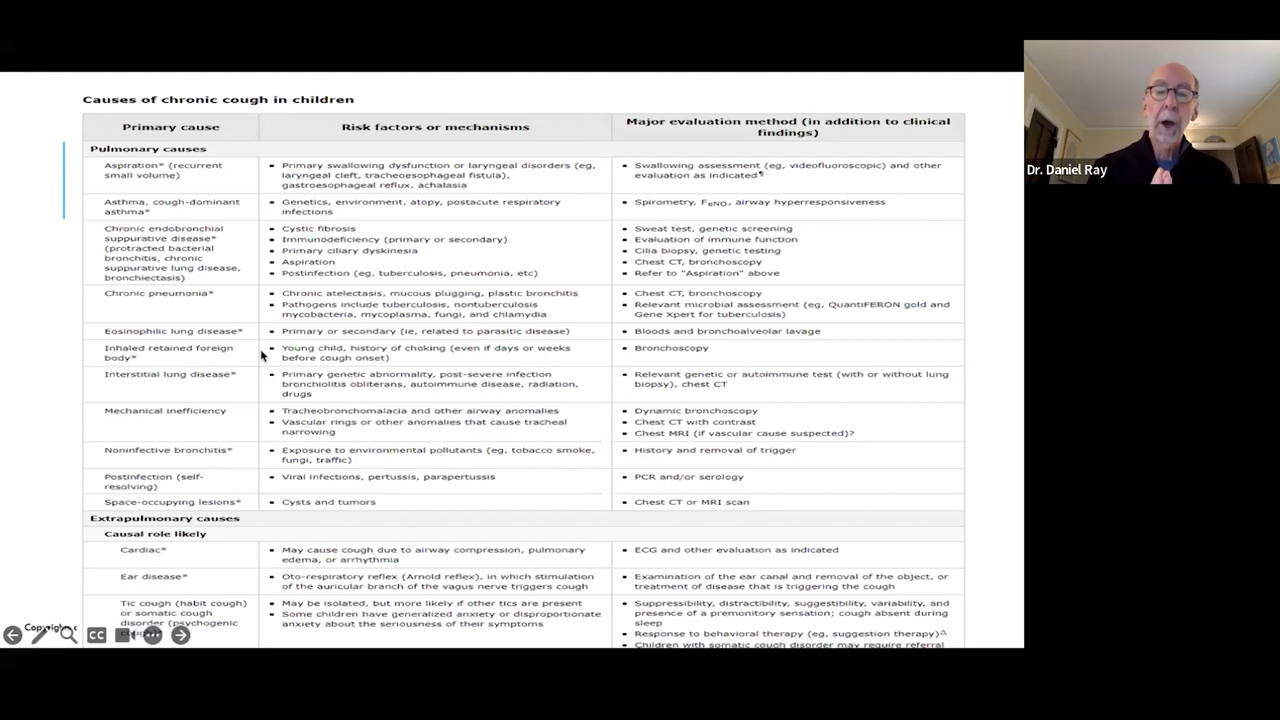 Causes of chronic cough in children
Primary cause
Risk factors or mechanisms
Major evaluation method (in addition to clinical
findings)
Pulmonary causes
Aspiration* (recurrent
small volume)
▪ Primary swallowing dysfunction or laryngeal disorders (eg,
laryngeal cleft, tracheoesophageal fistula),
gastroesophageal reflux, achalasia
▪ Swallowing assessment (eg, videofluoroscopic) and other
evaluation as indicated¶
Asthma, cough-dominant
asthma*
▪ Genetics, environment, atopy, postacute respiratory
infections
▪ Spirometry, FeNO, airway hyperresponsiveness
Chronic endobronchial
suppurative disease*
(protracted bacterial
bronchitis, chronic
suppurative lung disease,
bronchiectasis)
▪ Cystic fibrosis
▪ Immunodeficiency (primary or secondary)
▪ Primary ciliary dyskinesia
▪ Aspiration
▪ Postinfection (eg, tuberculosis, pneumonia, etc)
▪ Sweat test, genetic screening
▪ Evaluation of immune function
▪ Cilia biopsy, genetic testing
▪ Chest CT, bronchoscopy
▪ Refer to "Aspiration" above
Chronic pneumonia*
▪ Chronic atelectasis, mucous plugging, plastic bronchitis
▪ Pathogens include tuberculosis, nontuberculosis
mycobacteria, mycoplasma, fungi, and chlamydia
▪ Chest CT, bronchoscopy
▪ Relevant microbial assessment (eg, QuantiFERON gold and
Gene Xpert for tuberculosis)
Eosinophilic lung disease*
▪ Primary or secondary (ie, related to parasitic disease)
▪ Bloods and bronchoalveolar lavage
Inhaled retained foreign
body*
▪ Young child, history of choking (even if days or weeks
before cough onset)
▪ Bronchoscopy
Interstitial lung disease*
▪ Primary genetic abnormality, post-severe infection
bronchiolitis obliterans, autoimmune disease, radiation,
drugs
▪ Relevant genetic or autoimmune test (with or without lung
biopsy), chest CT
Mechanical inefficiency
▪ Tracheobronchomalacia and other airway anomalies
▪ Vascular rings or other anomalies that cause tracheal
narrowing
▪ Dynamic bronchoscopy
▪ Chest CT with contrast
▪ Chest MRI (if vascular cause suspected)?
Noninfective bronchitis*
▪ Exposure to environmental pollutants (eg, tobacco smoke,
fungi, traffic)
▪ History and removal of trigger
Postinfection (self-
resolving)
▪ Viral infections, pertussis, parapertussis
▪ PCR and/or serology
Space-occupying lesions*
▪ Cysts and tumors
▪ Chest CT or MRI scan
Extrapulmonary causes
Causal role likely
Cardiac*
▪ May cause cough due to airway compression, pulmonary
edema, or arrhythmia
▪ ECG and other evaluation as indicated
Ear disease*
▪ Oto-respiratory reflex (Arnold reflex), in which stimulation
of the auricular branch of the vagus nerve triggers cough
▪ Examination of the ear canal and removal of the object, or
treatment of disease that is triggering the cough
Tic cough (habit cough)
or somatic cough
disorder (psychogenic
▪ May be isolated, but more likely if other tics are present
▪ Some children have generalized anxiety or disproportionate
anxiety about the seriousness of their symptoms
▪ Suppressibility, distractibility, suggestibility, variability, and
presence of a premonitory sensation; cough absent during
sleep
▪ Response to behavioral therapy (eg, suggestion therapy)Δ
▪ Children with somatic cough disorder may require referral
CC
Dr. Daniel Ray